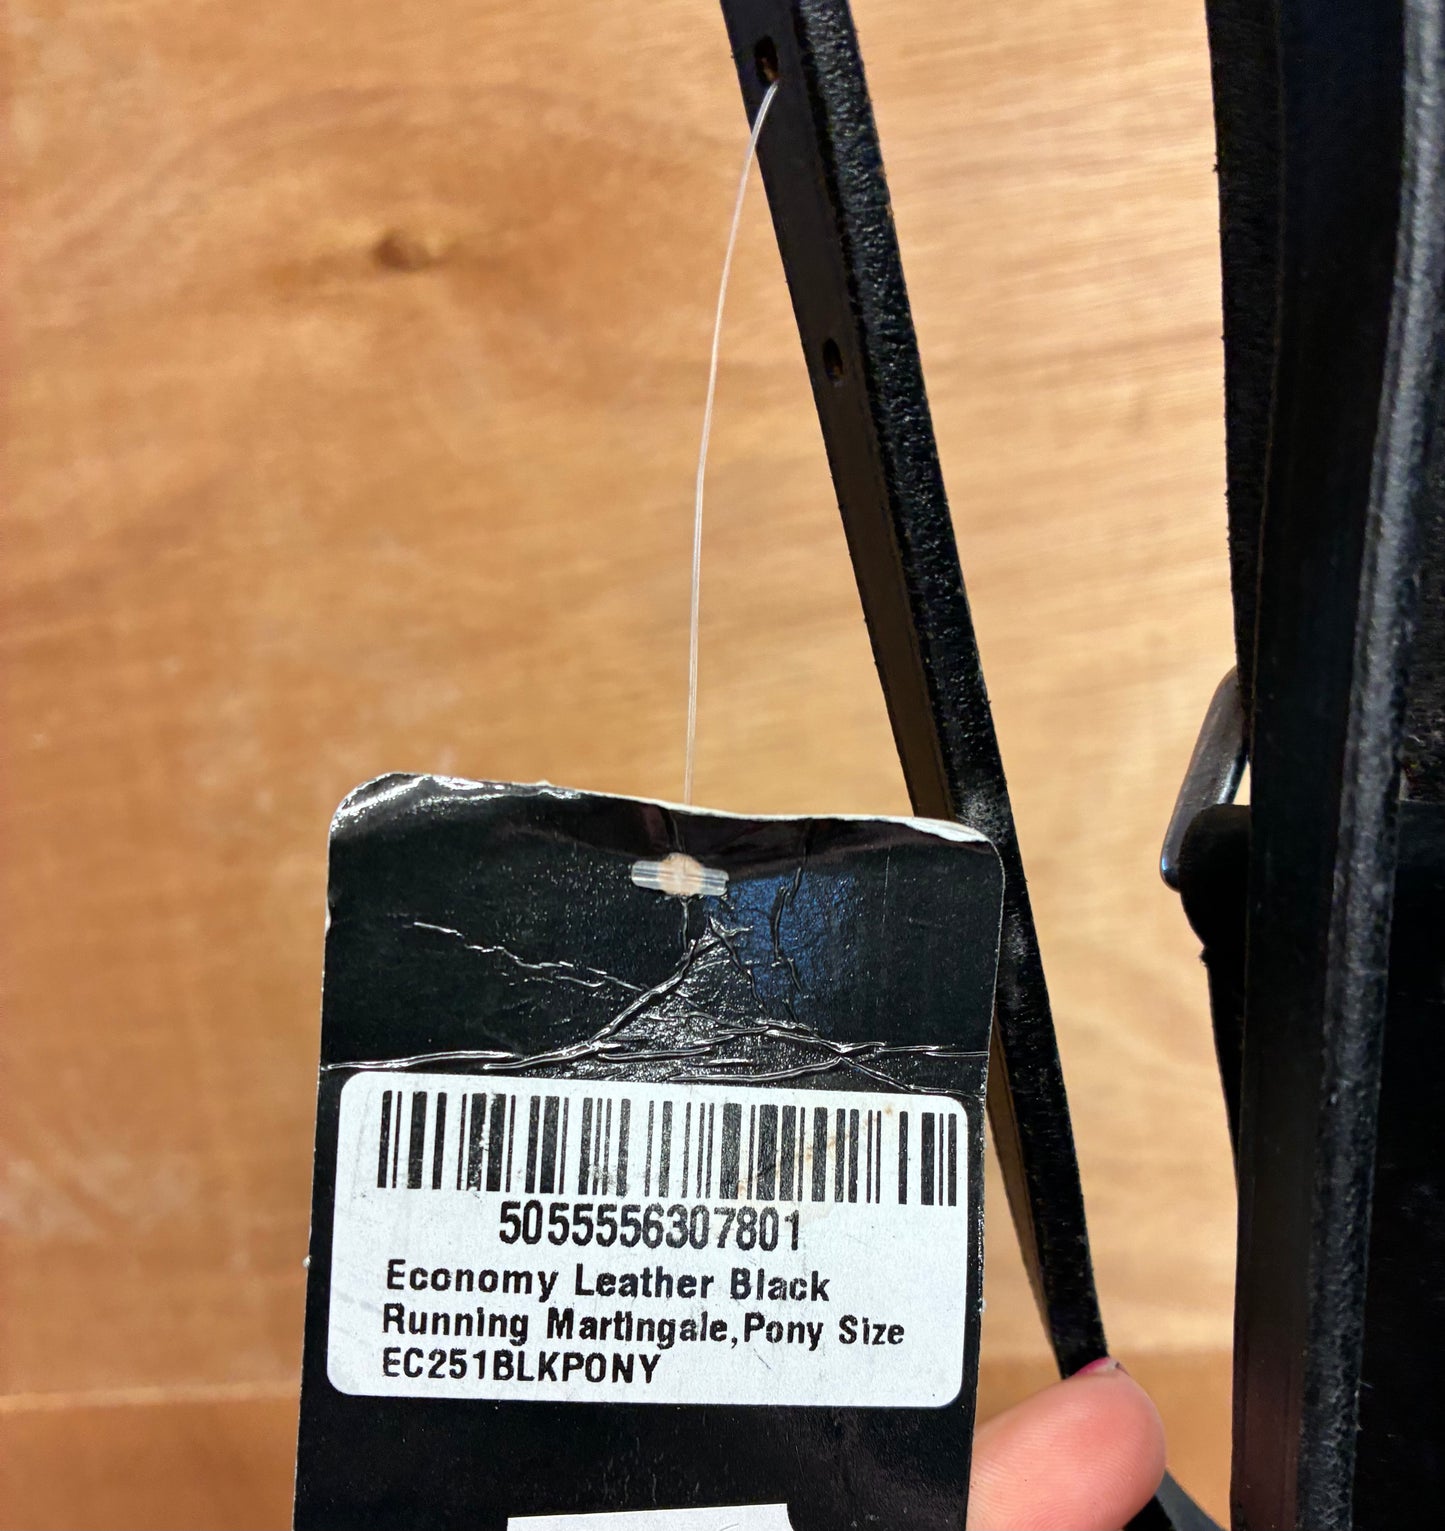 5055556307801
Economy Leather Black
Running Martingale,Pony Size
EC251BLKPONY